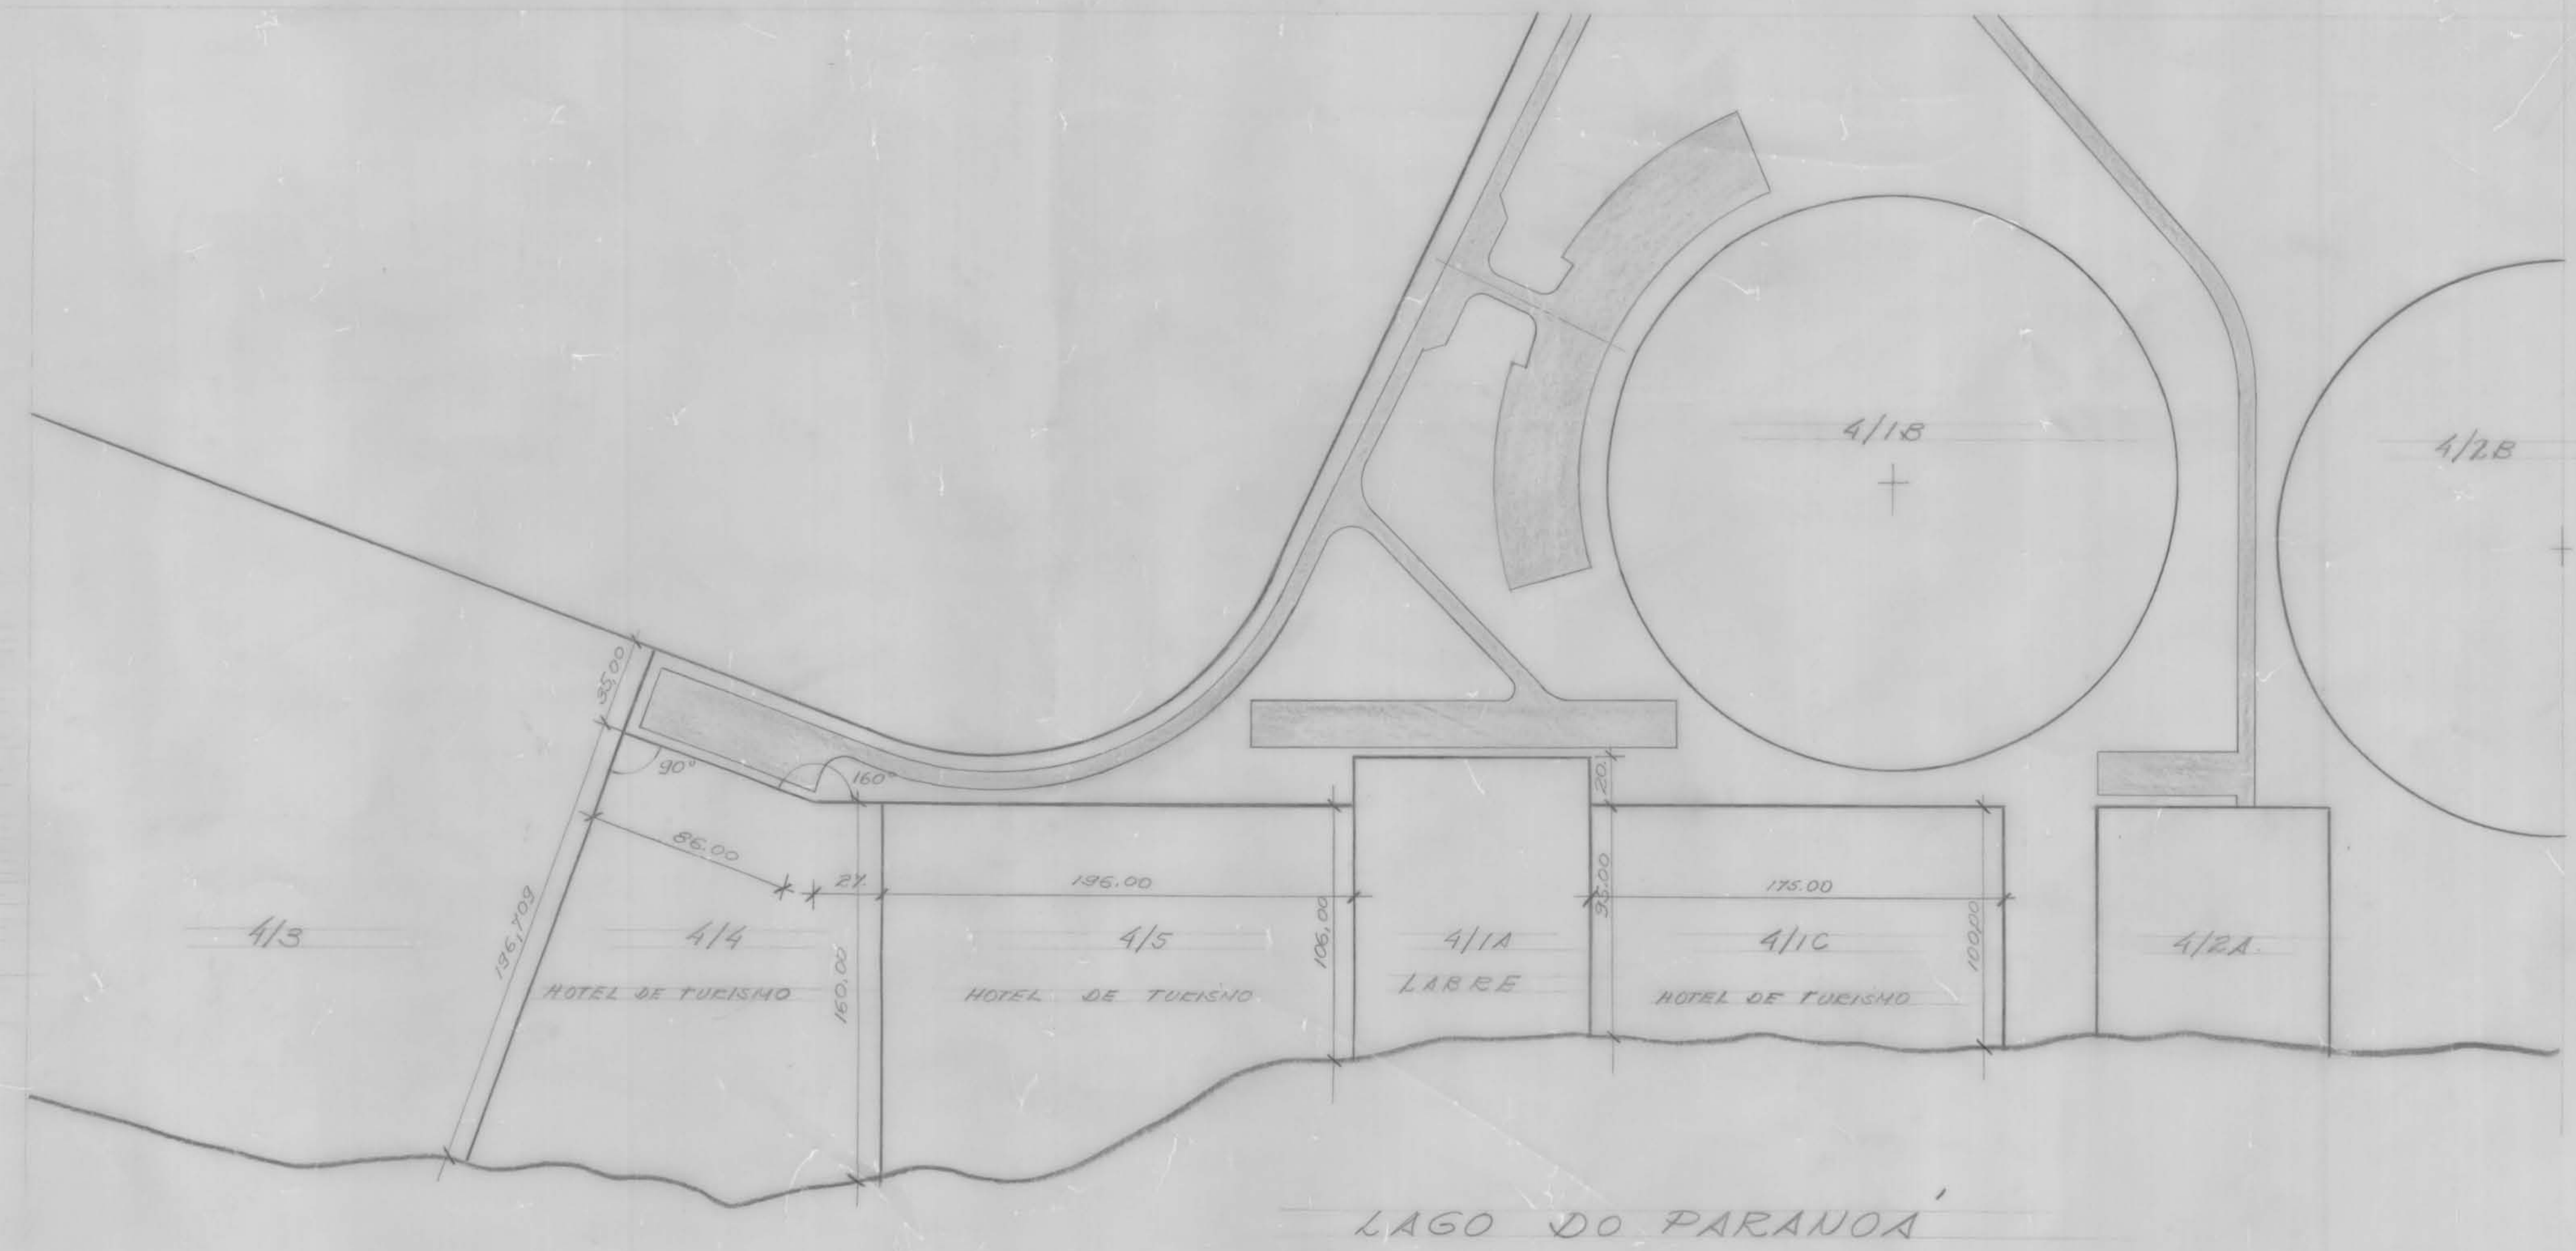 4/1B
4/2B
35,00
90°
160°
20.
86.00
27.
196.00
175.00
196,709
160.00
106,00
95.00
100,00
4/3
4/4
4/5
4/1A
4/1C
4/2A.
HOTEL DE TURISMO
HOTEL DE TURISMO
LABRE
HOTEL DE TURISMO
LAGO DO PARANOÁ